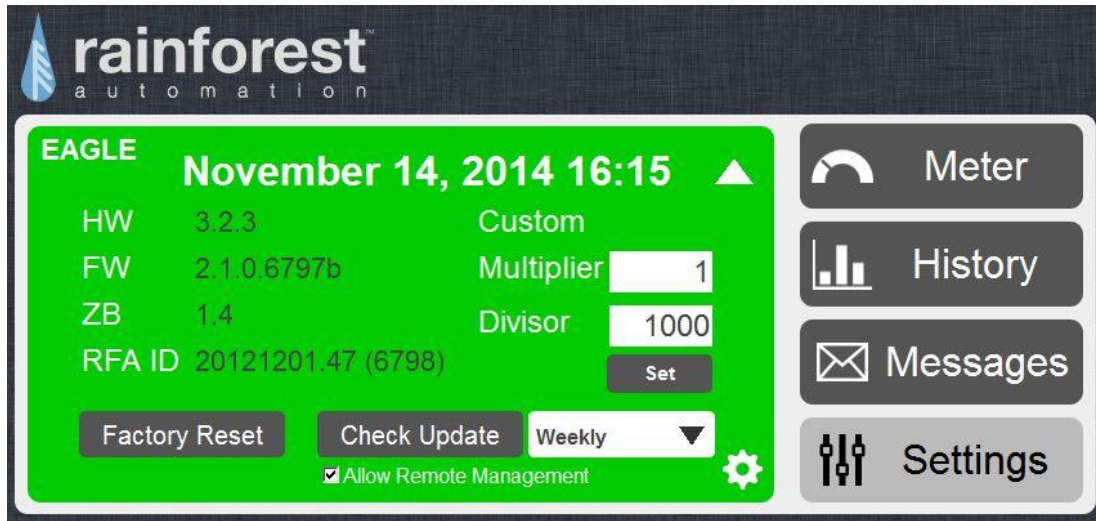 rainforest™
automation
EAGLE
November 14, 2014 16:15
HW 3.2.3
FW 2.1.0.6797b
ZB 1.4
RFA ID 20121201.47 (6798)
Custom
Multiplier 1
Divisor 1000
Set
Factory Reset
Check Update
Weekly
Allow Remote Management
Meter
History
Messages
Settings